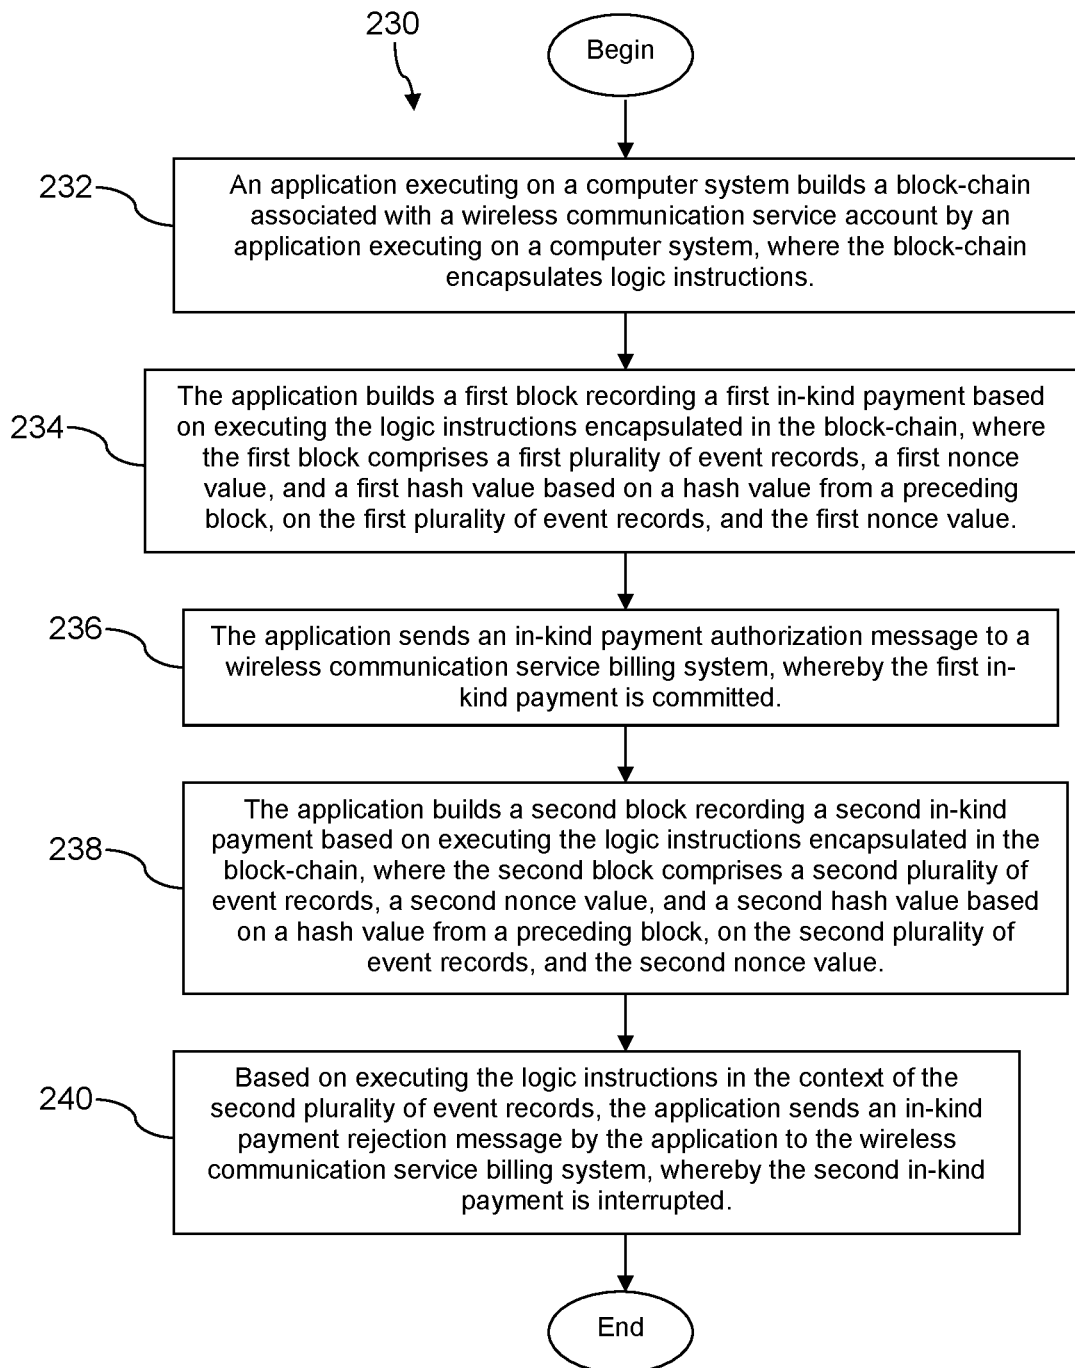 230
Begin
232
An application executing on a computer system builds a block-chain
associated with a wireless communication service account by an
application executing on a computer system, where the block-chain
encapsulates logic instructions.
234
The application builds a first block recording a first in-kind payment based
on executing the logic instructions encapsulated in the block-chain, where
the first block comprises a first plurality of event records, a first nonce
value, and a first hash value based on a hash value from a preceding
block, on the first plurality of event records, and the first nonce value.
236
The application sends an in-kind payment authorization message to a
wireless communication service billing system, whereby the first in-
kind payment is committed.
238
The application builds a second block recording a second in-kind
payment based on executing the logic instructions encapsulated in the
block-chain, where the second block comprises a second plurality of
event records, a second nonce value, and a second hash value based
on a hash value from a preceding block, on the second plurality of
event records, and the second nonce value.
240
Based on executing the logic instructions in the context of the
second plurality of event records, the application sends an in-kind
payment rejection message by the application to the wireless
communication service billing system, whereby the second in-kind
payment is interrupted.
End